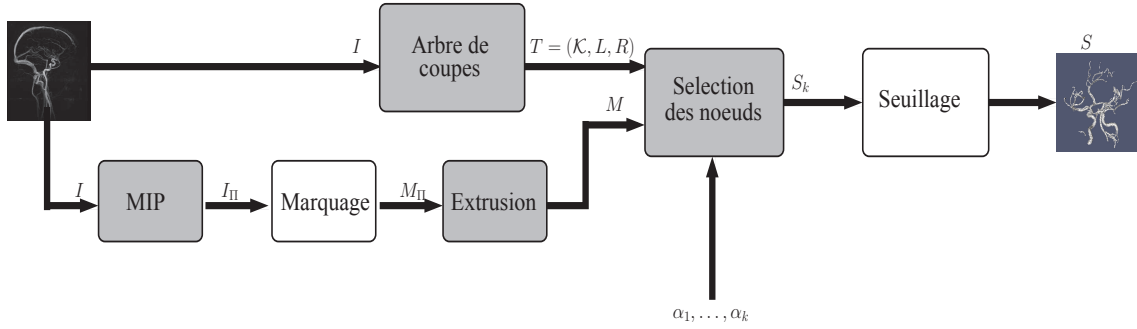 I
Arbre de
coupes
T = (𝒦, L, R)
Selection
des noeuds
S_k
Seuillage
S
M
I
MIP
I_Π
Marquage
M_Π
Extrusion
α_1, . . . , α_k